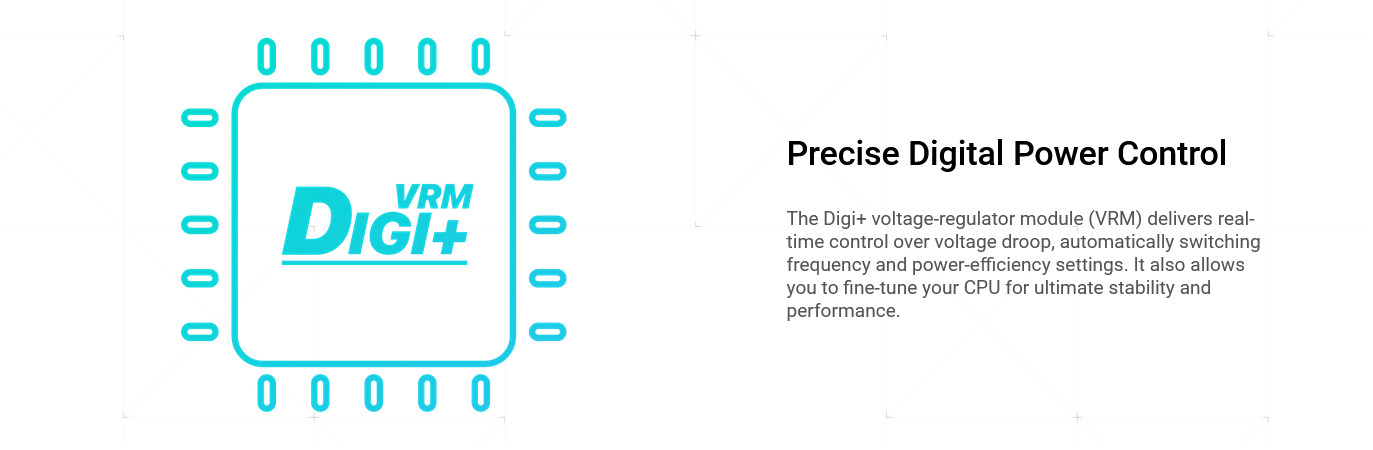 VRM
DIGI+
Precise Digital Power Control
The Digi+ voltage-regulator module (VRM) delivers real-
time control over voltage droop, automatically switching
frequency and power-efficiency settings. It also allows
you to fine-tune your CPU for ultimate stability and
performance.